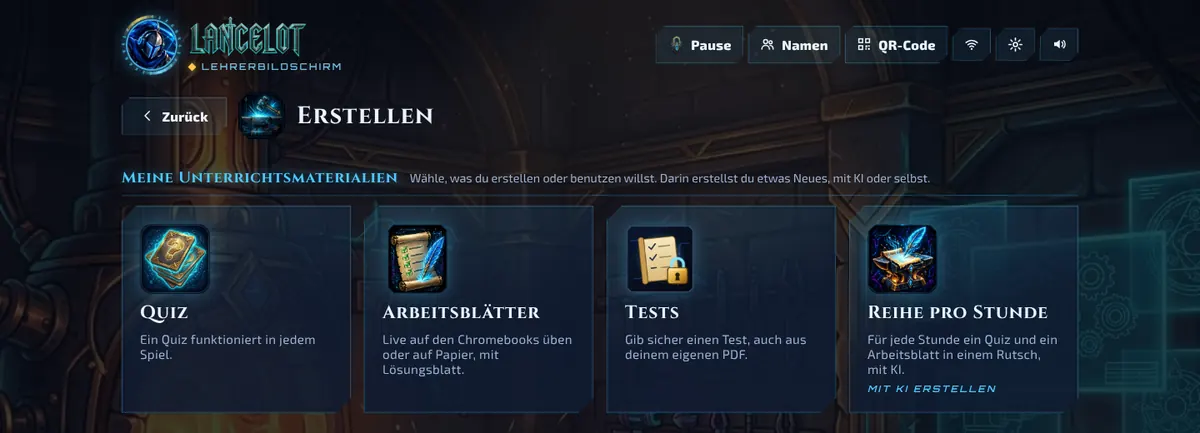 LANCELOT
LEHRERBILDSCHIRM
Pause
Namen
QR-Code
Zurück
ERSTELLEN
MEINE UNTERRICHTSMATERIALIEN Wähle, was du erstellen oder benutzen willst. Darin erstellst du etwas Neues, mit KI oder selbst.
QUIZ
Ein Quiz funktioniert in jedem
Spiel.
ARBEITSBLÄTTER
Live auf den Chromebooks üben
oder auf Papier, mit
Lösungsblatt.
TESTS
Gib sicher einen Test, auch aus
deinem eigenen PDF.
REIHE PRO STUNDE
Für jede Stunde ein Quiz und ein
Arbeitsblatt in einem Rutsch,
mit KI.
MIT KI ERSTELLEN